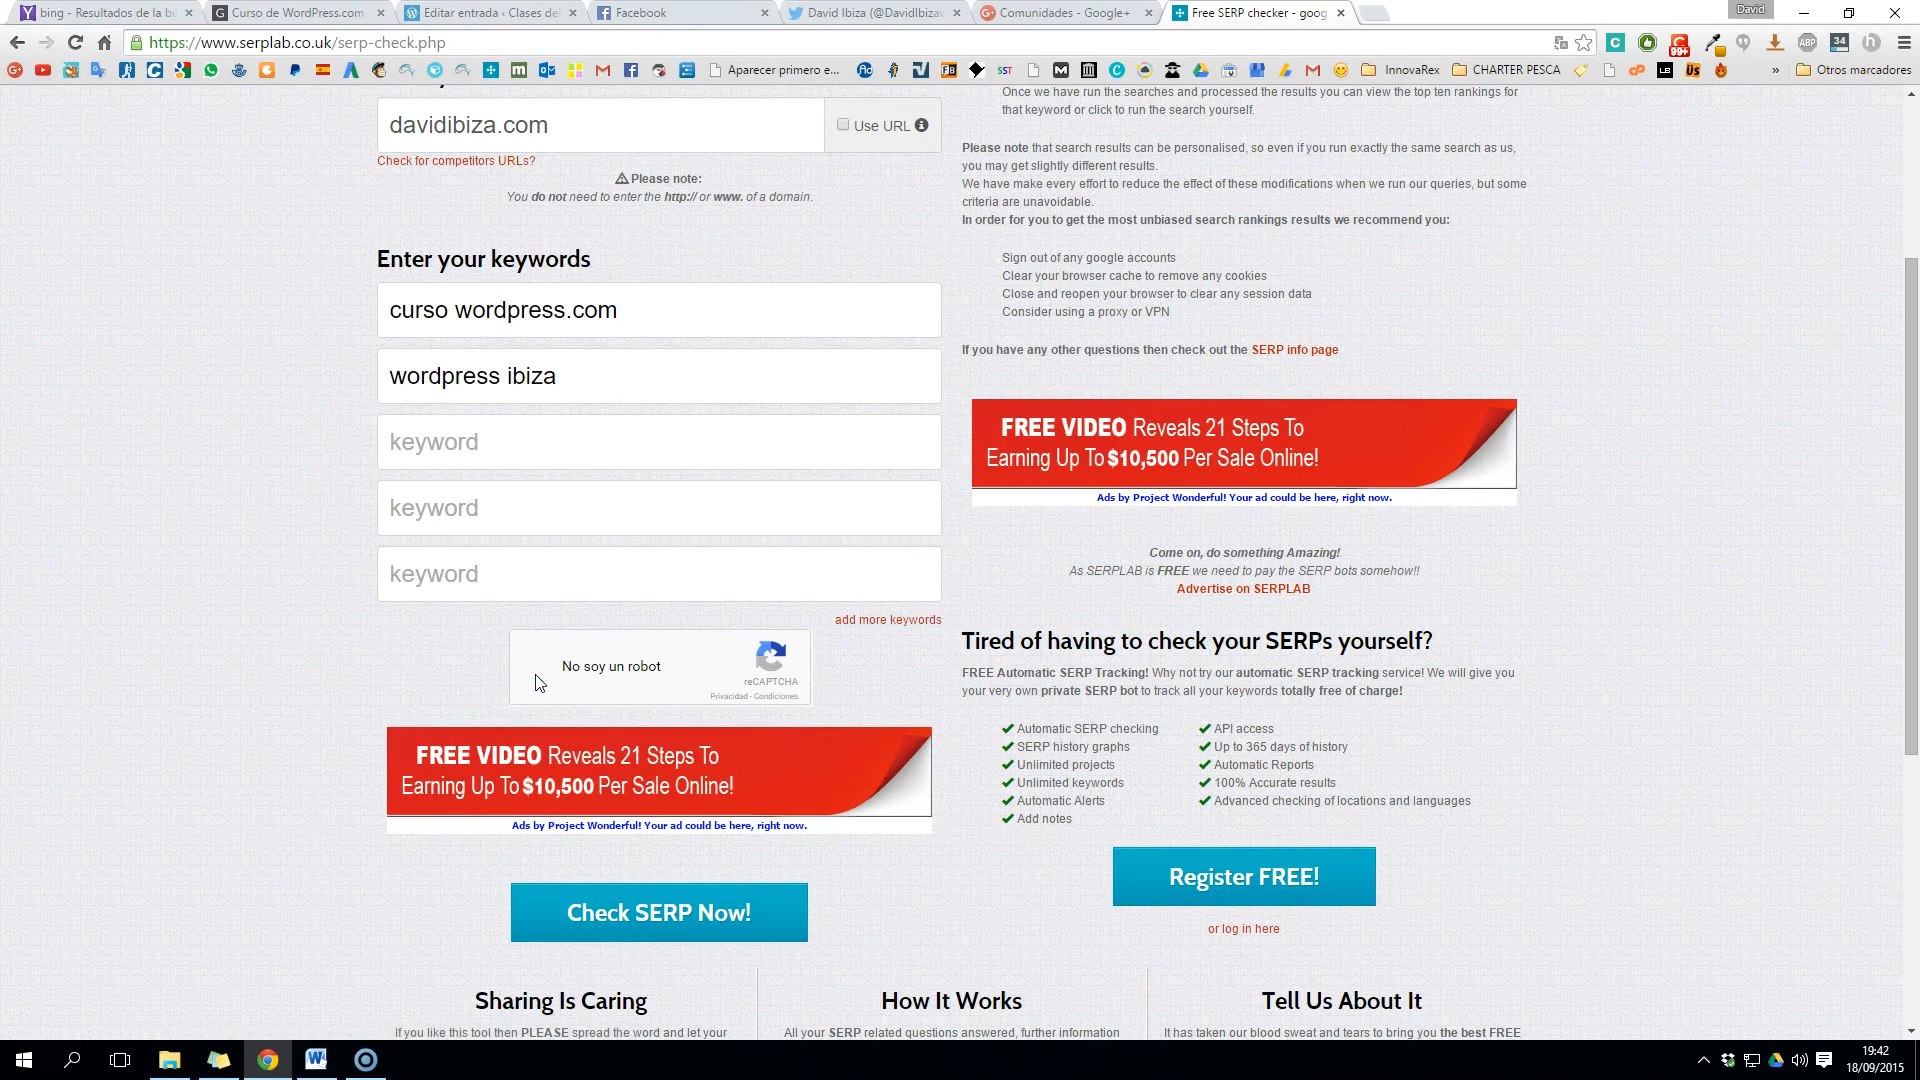 bing - Resultados de la bú
Curso de WordPress.com
Editar entrada ‹ Clases de
Facebook
David Ibiza (@DavidIbiza
Comunidades - Google+
Free SERP checker - goog
David
https://www.serplab.co.uk/serp-check.php
Aparecer primero e...
InnovaRex
CHARTER PESCA
Otros marcadores
davidibiza.com
Use URL
Check for competitors URLs?
Please note:
You do not need to enter the http:// or www. of a domain.
Enter your keywords
curso wordpress.com
wordpress ibiza
keyword
keyword
keyword
add more keywords
No soy un robot
reCAPTCHA
Privacidad - Condiciones
FREE VIDEO Reveals 21 Steps To
Earning Up To $10,500 Per Sale Online!
Ads by Project Wonderful! Your ad could be here, right now.
Check SERP Now!
Once we have run the searches and processed the results you can view the top ten rankings for
that keyword or click to run the search yourself.
Please note that search results can be personalised, so even if you run exactly the same search as us,
you may get slightly different results.
We have make every effort to reduce the effect of these modifications when we run our queries, but some
criteria are unavoidable.
In order for you to get the most unbiased search rankings results we recommend you:
Sign out of any google accounts
Clear your browser cache to remove any cookies
Close and reopen your browser to clear any session data
Consider using a proxy or VPN
If you have any other questions then check out the SERP info page
FREE VIDEO Reveals 21 Steps To
Earning Up To $10,500 Per Sale Online!
Ads by Project Wonderful! Your ad could be here, right now.
Come on, do something Amazing!
As SERPLAB is FREE we need to pay the SERP bots somehow!!
Advertise on SERPLAB
Tired of having to check your SERPs yourself?
FREE Automatic SERP Tracking! Why not try our automatic SERP tracking service! We will give you
your very own private SERP bot to track all your keywords totally free of charge!
Automatic SERP checking
SERP history graphs
Unlimited projects
Unlimited keywords
Automatic Alerts
Add notes
API access
Up to 365 days of history
Automatic Reports
100% Accurate results
Advanced checking of locations and languages
Register FREE!
or log in here
Sharing Is Caring
If you like this tool then PLEASE spread the word and let your
How It Works
All your SERP related questions answered, further information
Tell Us About It
It has taken our blood sweat and tears to bring you the best FREE
19:42
18/09/2015